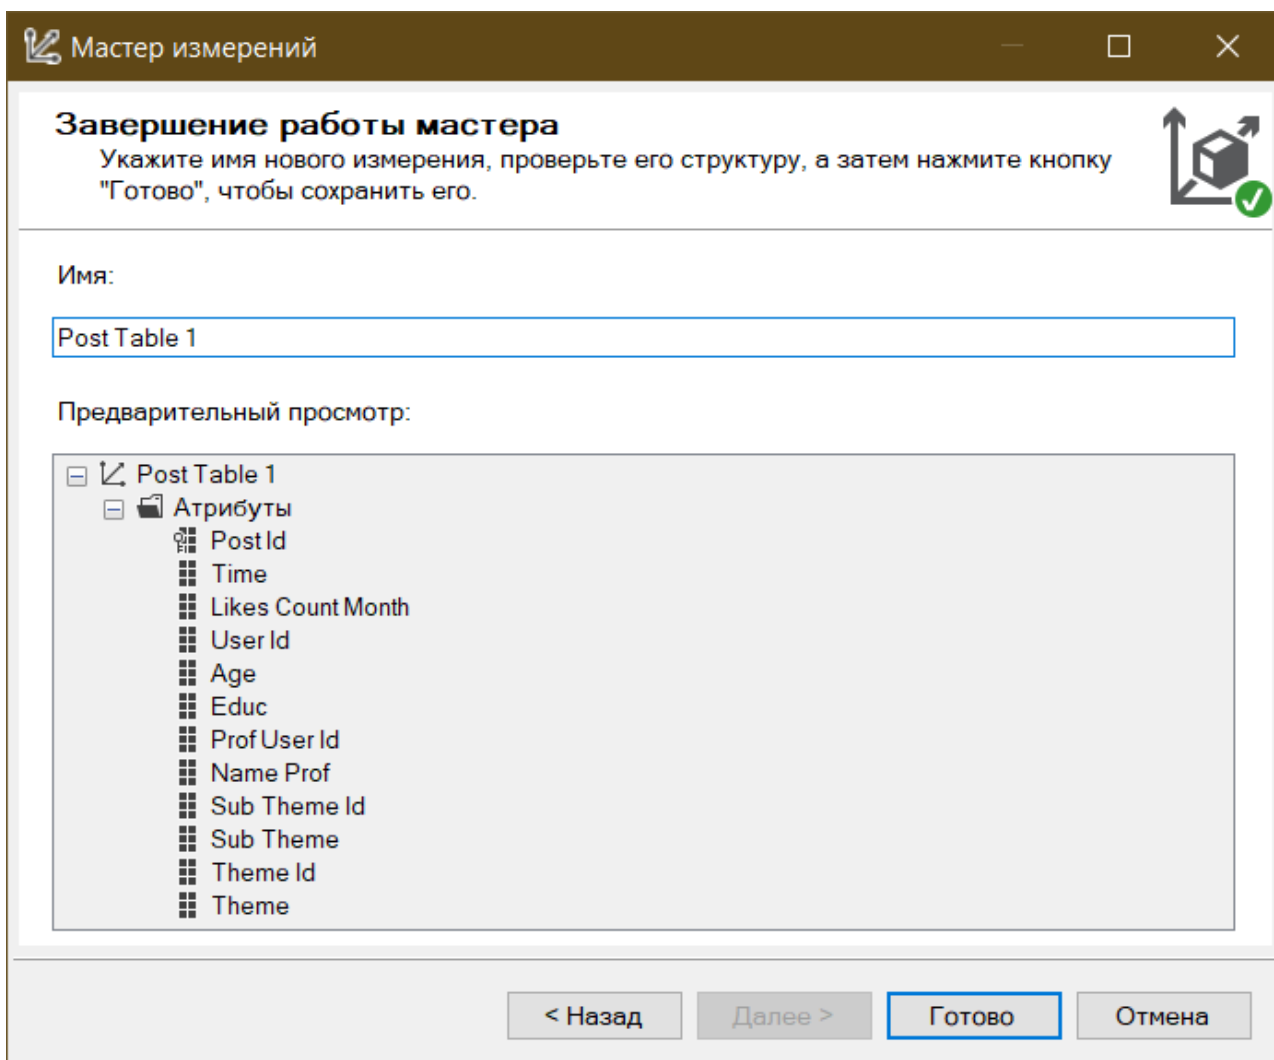 Мастер измерений
Завершение работы мастера
Укажите имя нового измерения, проверьте его структуру, а затем нажмите кнопку
"Готово", чтобы сохранить его.
Имя:
Post Table 1
Предварительный просмотр:
Post Table 1
Атрибуты
Post Id
Time
Likes Count Month
User Id
Age
Educ
Prof User Id
Name Prof
Sub Theme Id
Sub Theme
Theme Id
Theme
< Назад
Далее >
Готово
Отмена